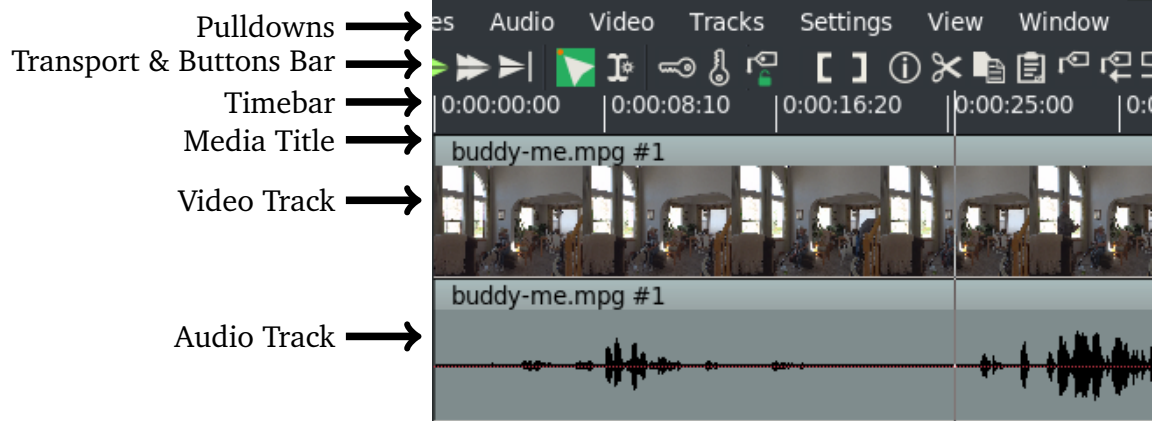 Pulldowns
es Audio Video Tracks Settings View Window
Transport & Buttons Bar
Timebar
0:00:00:00 0:00:08:10 0:00:16:20 0:00:25:00 0:0
Media Title
buddy-me.mpg #1
Video Track
buddy-me.mpg #1
Audio Track